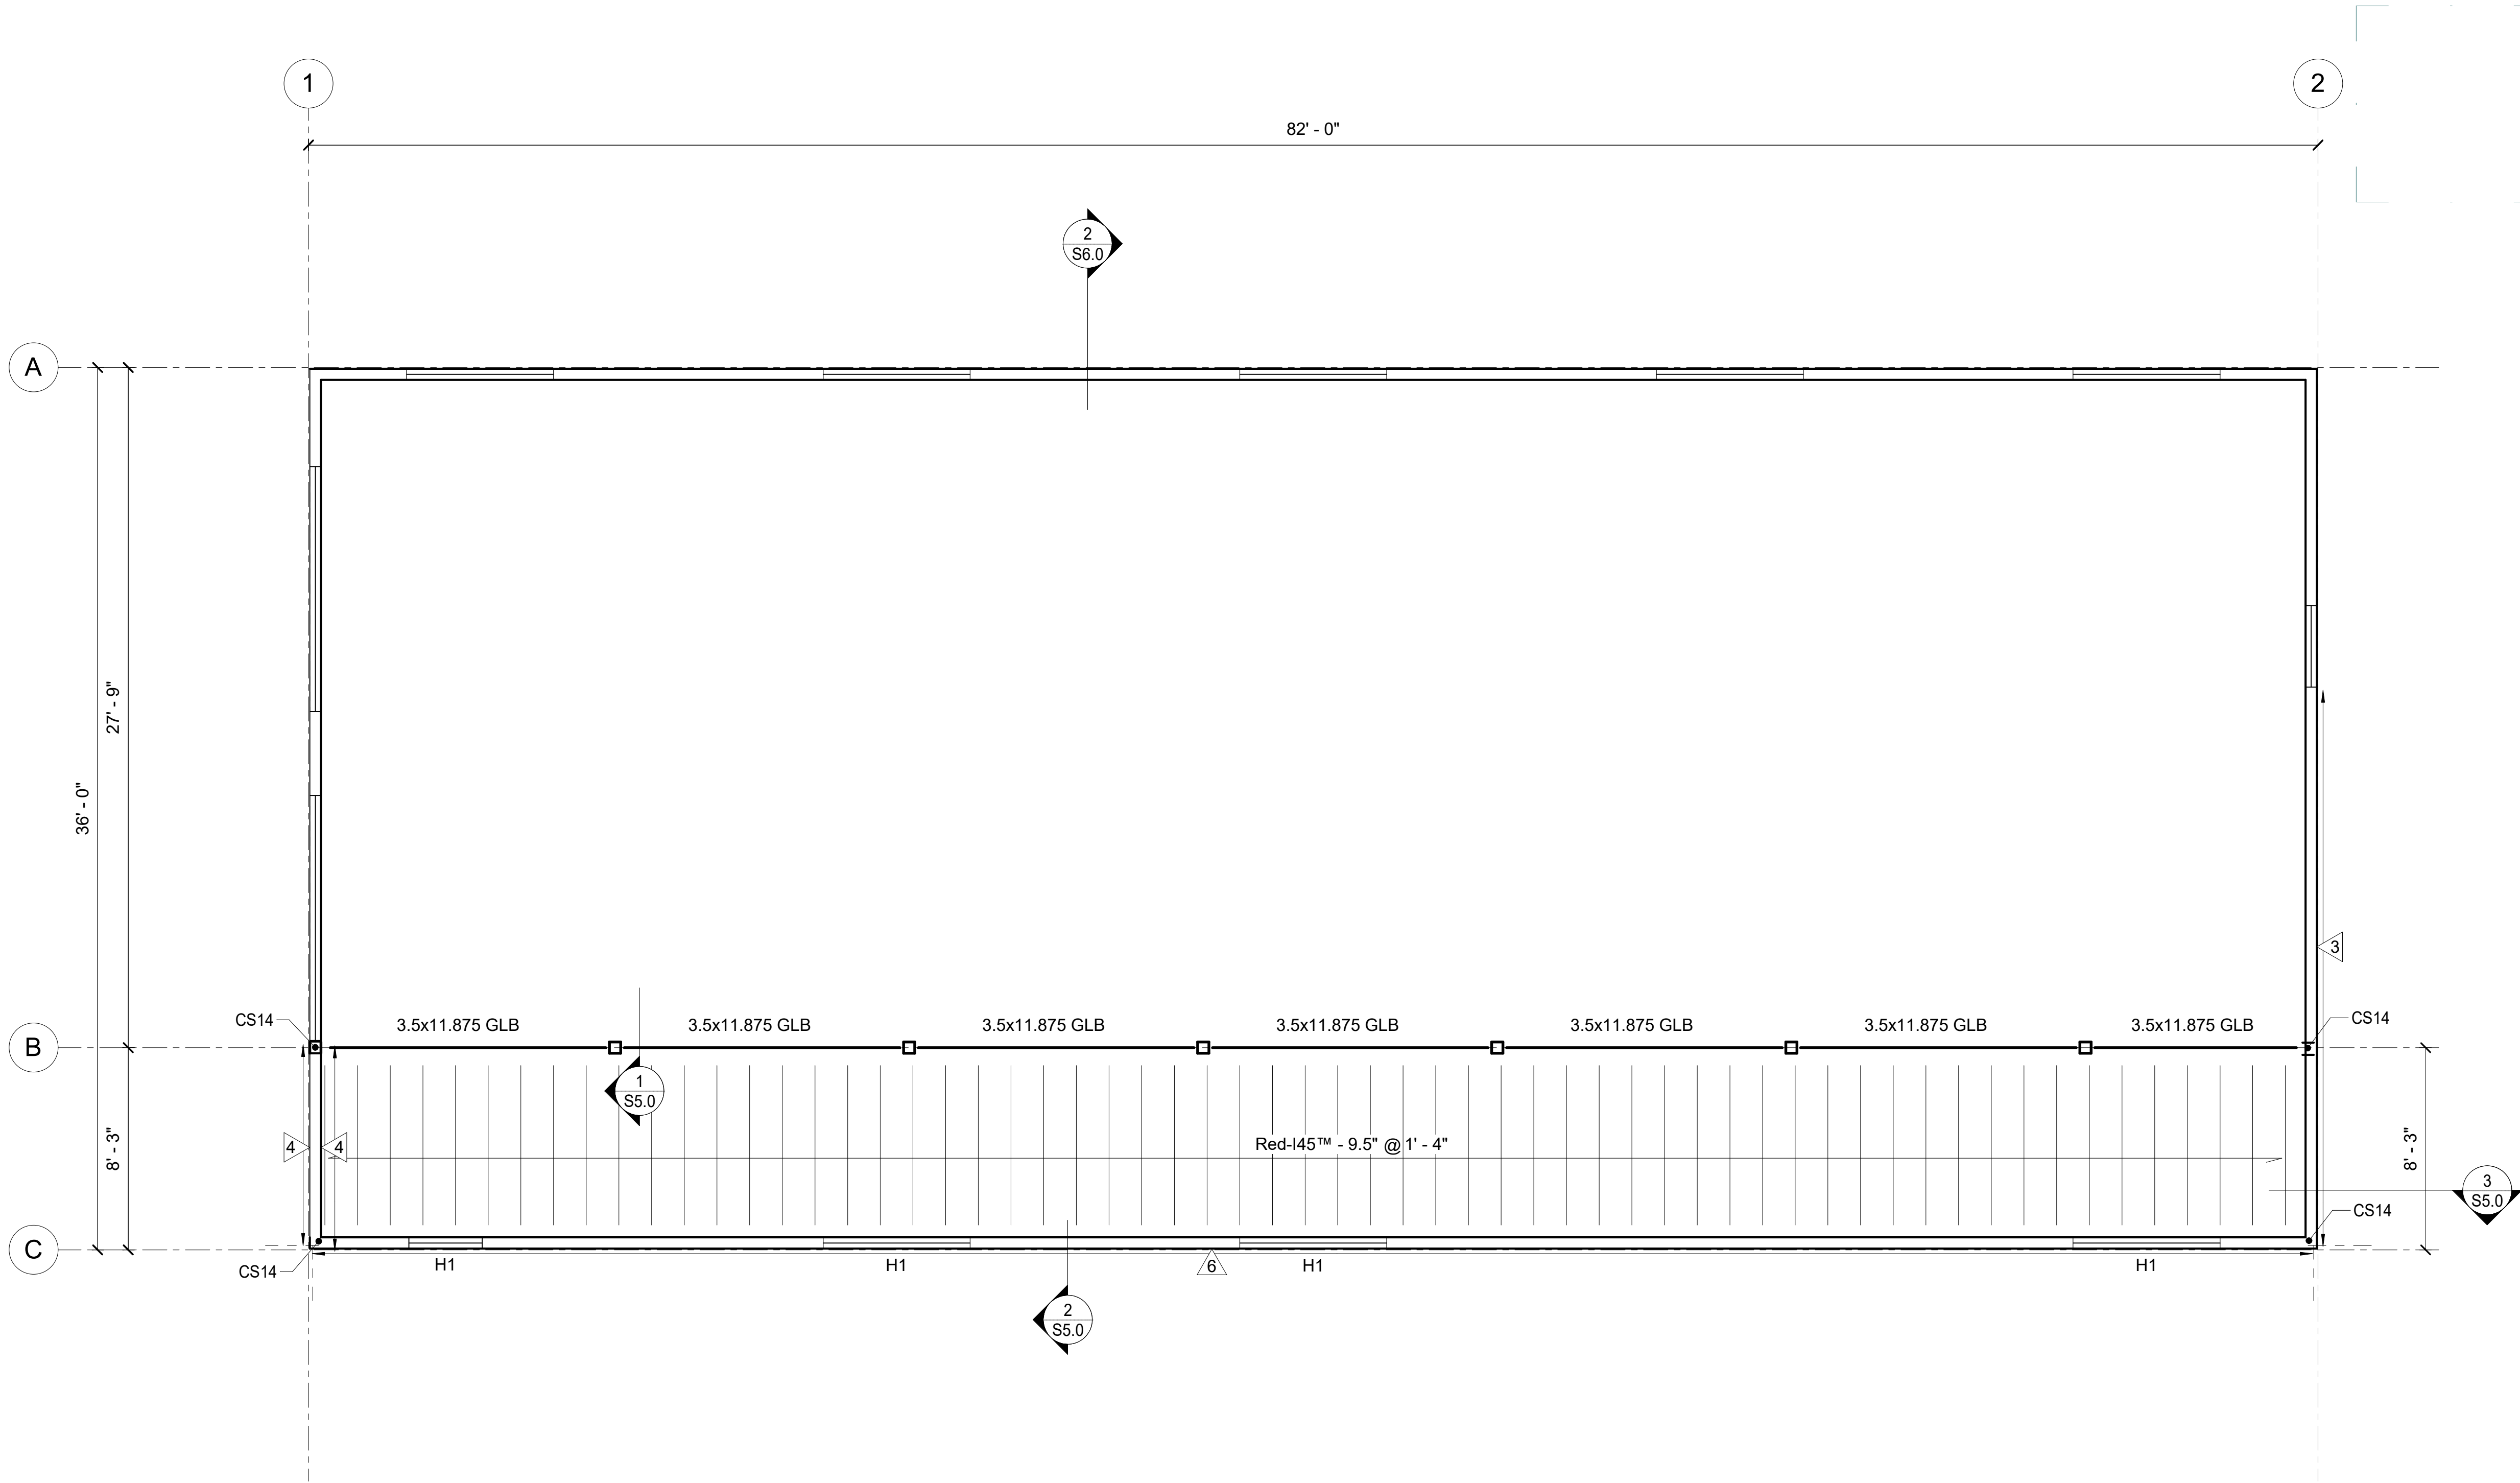 1
2
82' - 0"
2
S6.0
A
27' - 9"
36' - 0"
3
CS14
3.5x11.875 GLB
3.5x11.875 GLB
3.5x11.875 GLB
3.5x11.875 GLB
3.5x11.875 GLB
3.5x11.875 GLB
3.5x11.875 GLB
CS14
B
1
S5.0
8' - 3"
4
4
Red-I45™ - 9.5" @ 1' - 4"
8' - 3"
3
S5.0
CS14
C
CS14
H1
H1
6
H1
H1
2
S5.0